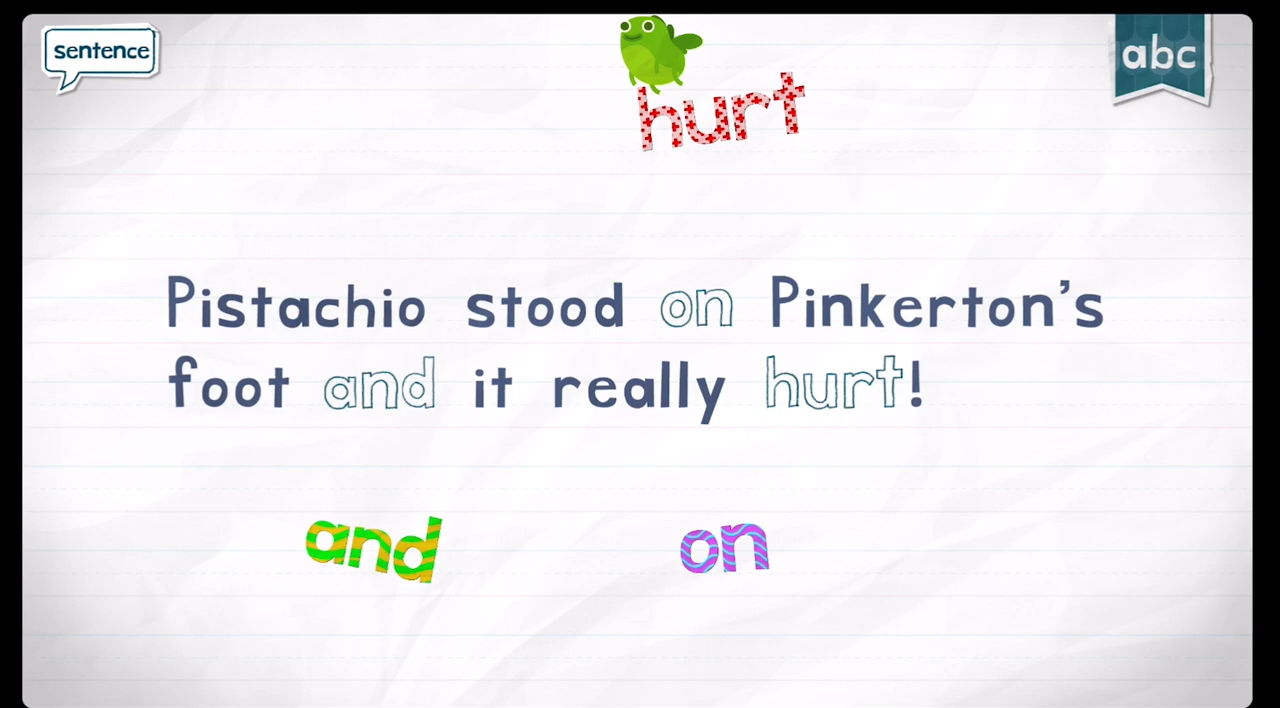 sentence
abc
hurt
Pistachio stood on Pinkerton's
foot and it really hurt!
and
on